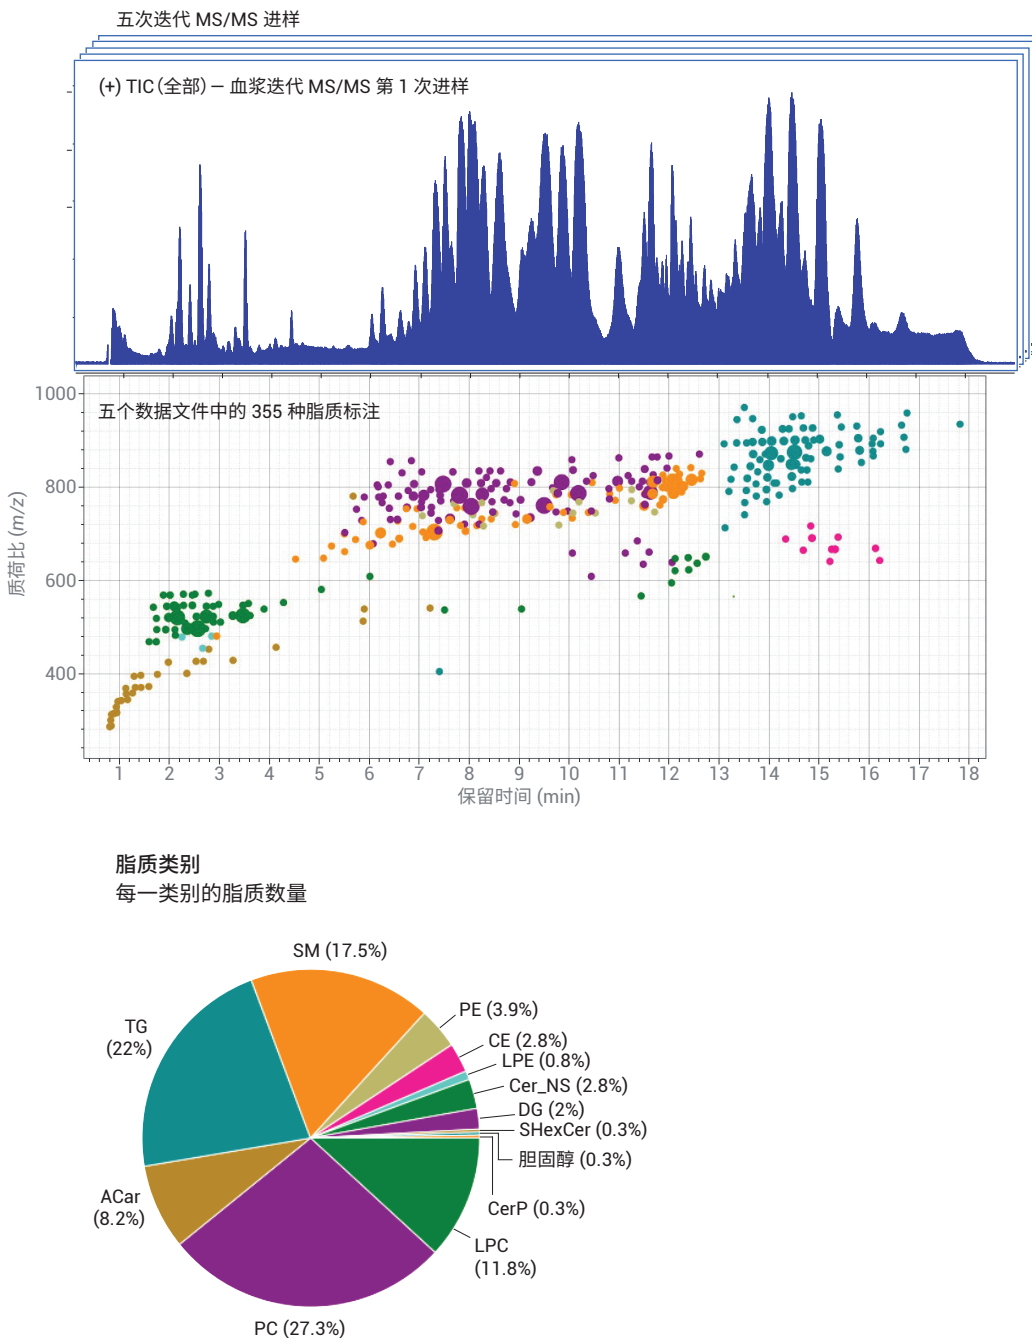 五次迭代 MS/MS 进样
(+) TIC（全部）— 血浆迭代 MS/MS 第 1 次进样
五个数据文件中的 355 种脂质标注
1000
800
600
400
质荷比 (m/z)
1 2 3 4 5 6 7 8 9 10 11 12 13 14 15 16 17 18
保留时间 (min)
脂质类别
每一类别的脂质数量
SM (17.5%)
PE (3.9%)
CE (2.8%)
LPE (0.8%)
Cer_NS (2.8%)
DG (2%)
SHexCer (0.3%)
胆固醇 (0.3%)
CerP (0.3%)
LPC
(11.8%)
PC (27.3%)
ACar
(8.2%)
TG
(22%)